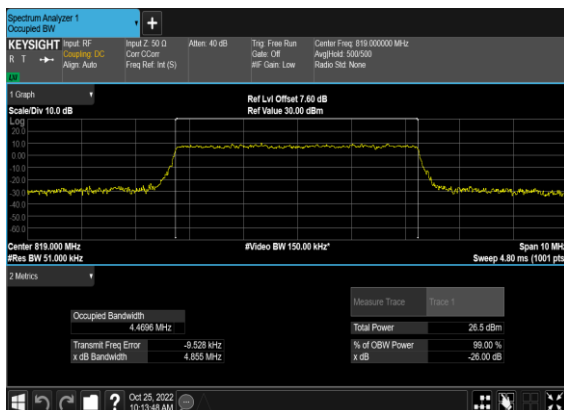 Spectrum Analyzer 1
Occupied BW
+
KEYSIGHT
R T
LXI
Input: RF
Coupling: DC
Align: Auto
Input Z: 50 Ω
Corr CCorr
Freq Ref: Int (S)
Atten: 40 dB
Trig: Free Run
Gate: Off
#IF Gain: Low
Center Freq: 819.000000 MHz
Avg|Hold: 500/500
Radio Std: None
1 Graph
Scale/Div 10.0 dB
Ref Lvl Offset 7.60 dB
Ref Value 30.00 dBm
Log
20.0
10.0
0.00
-10.0
-20.0
-30.0
-40.0
-50.0
-60.0
Center 819.000 MHz
#Res BW 51.000 kHz
#Video BW 150.00 kHz*
Span 10 MHz
Sweep 4.80 ms (1001 pts)
2 Metrics
Measure Trace Trace 1
Occupied Bandwidth
4.4696 MHz
Total Power 26.5 dBm
Transmit Freq Error -9.528 kHz
% of OBW Power 99.00 %
x dB Bandwidth 4.855 MHz
x dB -26.00 dB
?
Oct 25, 2022
10:13:48 AM